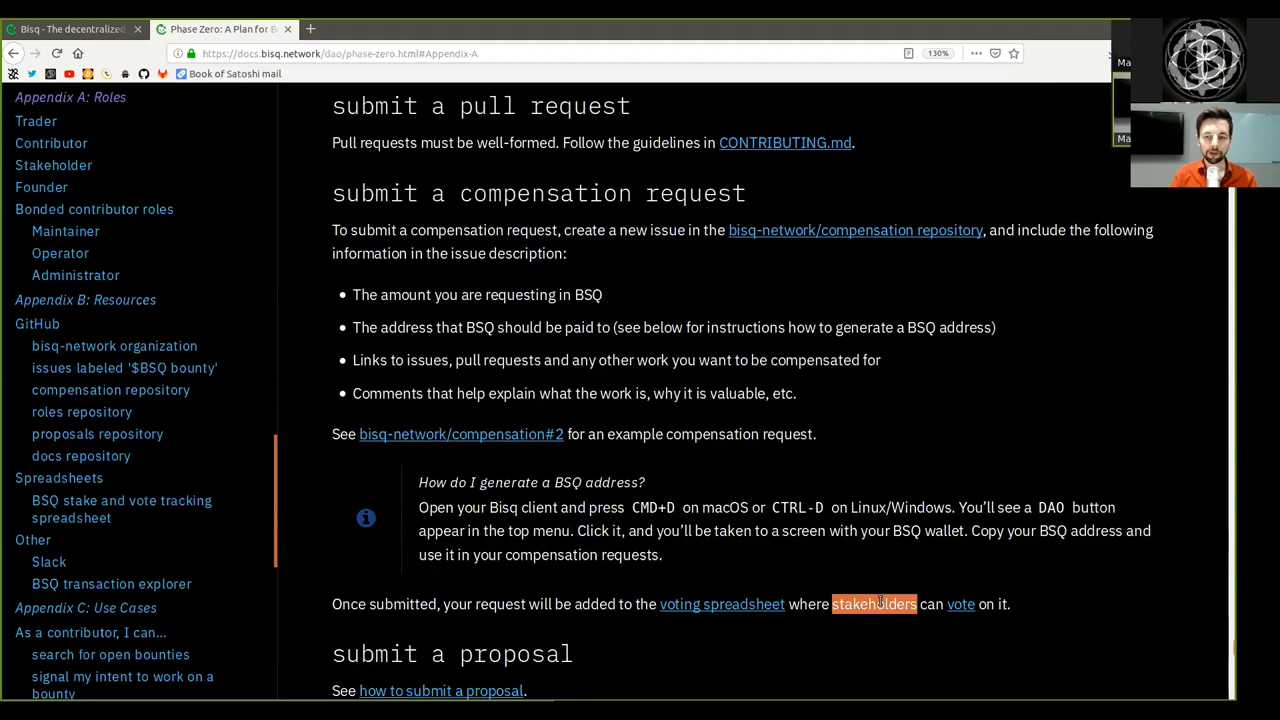 Bisq - The decentralized
Phase Zero: A Plan for B
https://docs.bisq.network/dao/phase-zero.html#Appendix-A
130%
Book of Satoshi mail
Ma
Ma
Appendix A: Roles
Trader
Contributor
Stakeholder
Founder
Bonded contributor roles
Maintainer
Operator
Administrator
Appendix B: Resources
GitHub
bisq-network organization
issues labeled '$BSQ bounty'
compensation repository
roles repository
proposals repository
docs repository
Spreadsheets
BSQ stake and vote tracking
spreadsheet
Other
Slack
BSQ transaction explorer
Appendix C: Use Cases
As a contributor, I can...
search for open bounties
signal my intent to work on a
bounty
submit a pull request
Pull requests must be well-formed. Follow the guidelines in CONTRIBUTING.md.
submit a compensation request
To submit a compensation request, create a new issue in the bisq-network/compensation repository, and include the following
information in the issue description:
• The amount you are requesting in BSQ
• The address that BSQ should be paid to (see below for instructions how to generate a BSQ address)
• Links to issues, pull requests and any other work you want to be compensated for
• Comments that help explain what the work is, why it is valuable, etc.
See bisq-network/compensation#2 for an example compensation request.
How do I generate a BSQ address?
Open your Bisq client and press CMD+D on macOS or CTRL-D on Linux/Windows. You’ll see a DAO button
appear in the top menu. Click it, and you’ll be taken to a screen with your BSQ wallet. Copy your BSQ address and
use it in your compensation requests.
Once submitted, your request will be added to the voting spreadsheet where stakeholders can vote on it.
submit a proposal
See how to submit a proposal.